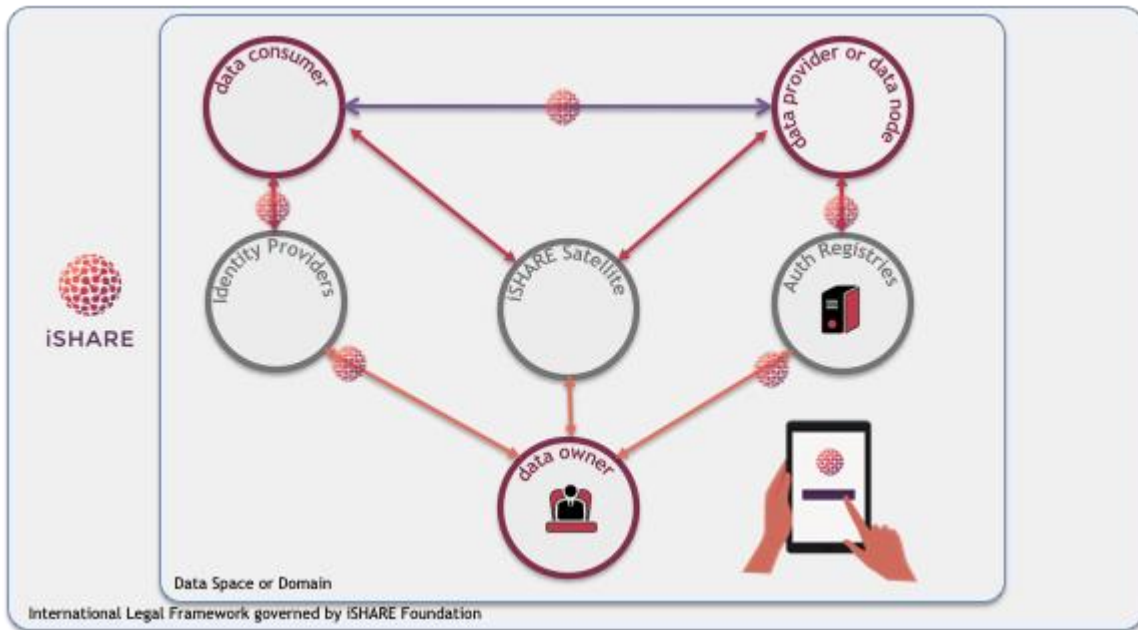 data consumer
data provider or data node
Identity Providers
iSHARE Satellite
Auth Registries
iSHARE
data owner
Data Space or Domain
International Legal Framework governed by iSHARE Foundation